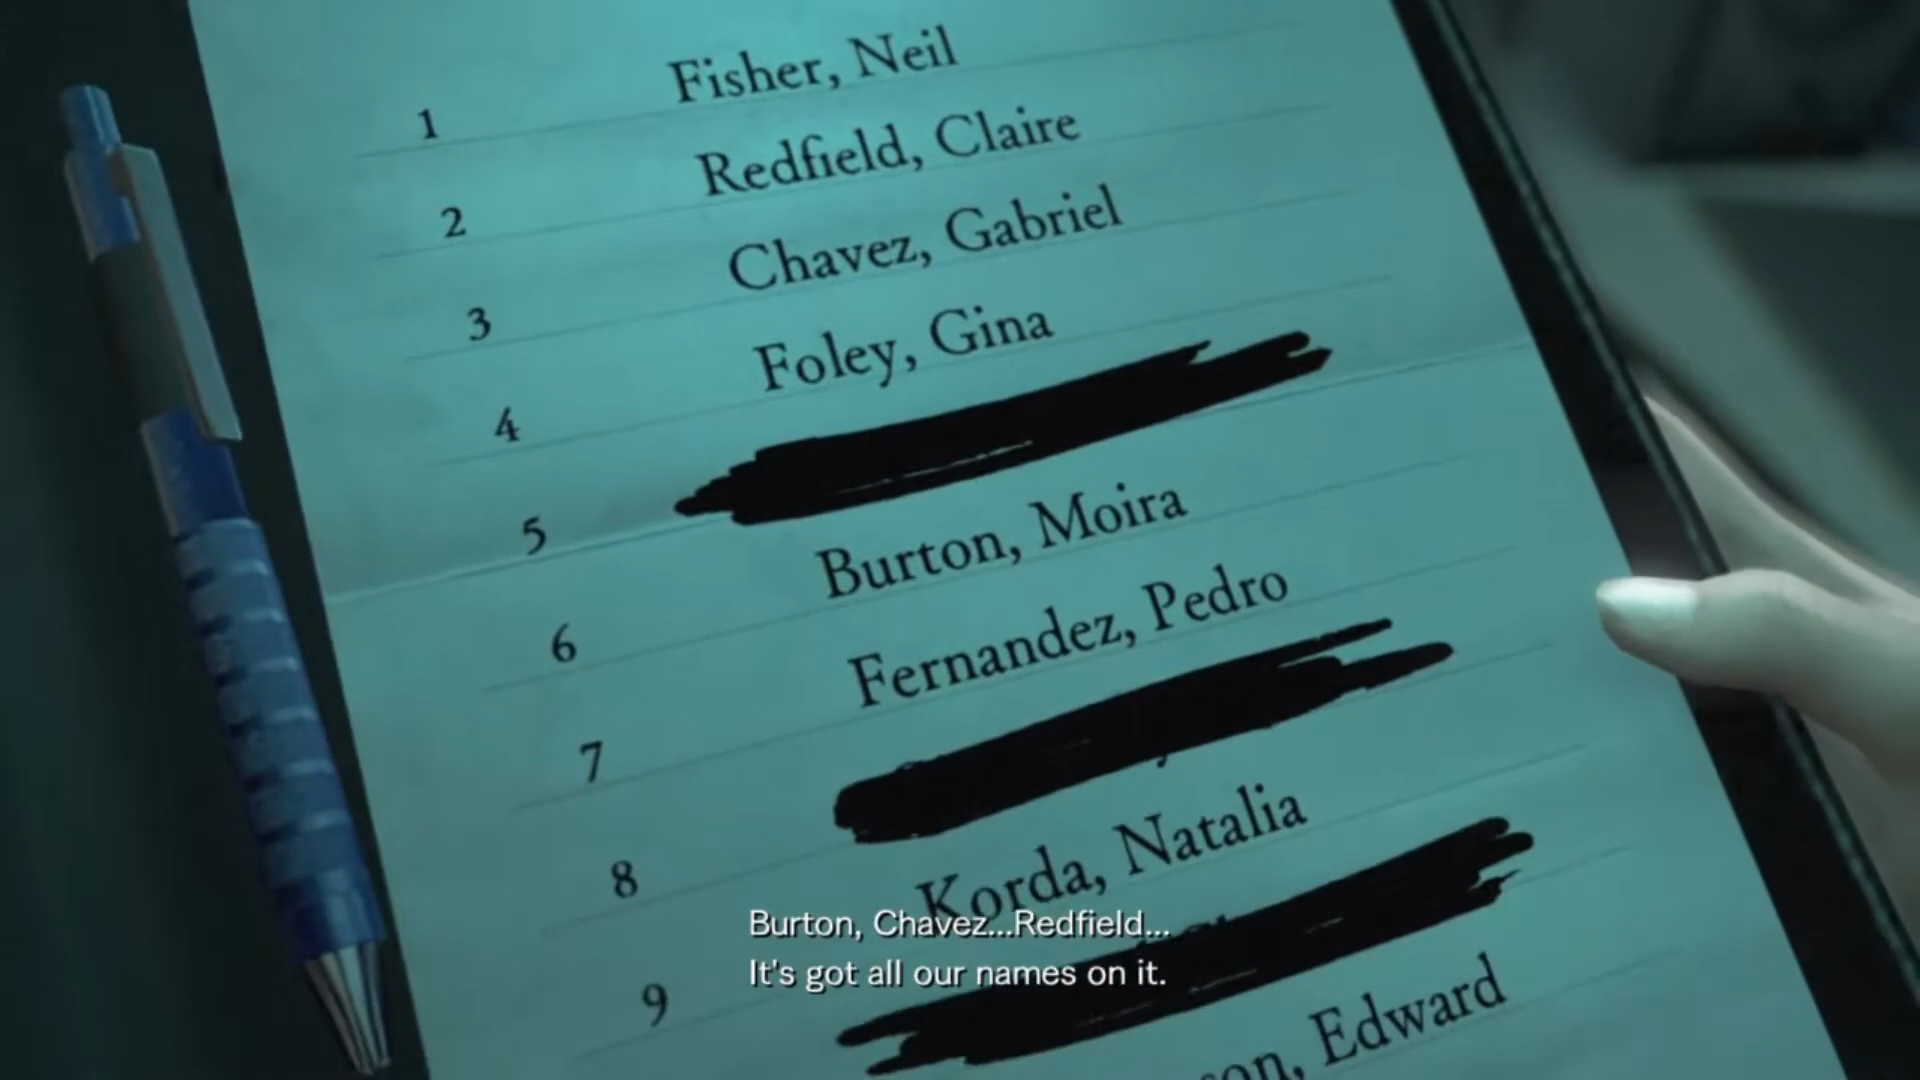 1 Fisher, Neil
2 Redfield, Claire
3 Chavez, Gabriel
4 Foley, Gina
5
6 Burton, Moira
7 Fernandez, Pedro
8
9 Korda, Natalia
Edward
Burton, Chavez...Redfield...
It's got all our names on it.